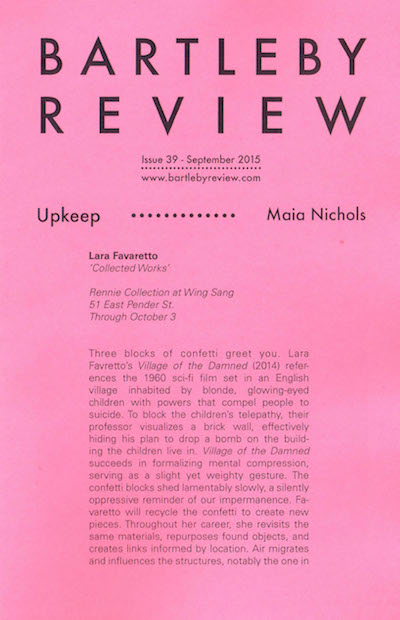 BARTLEBY
REVIEW
Issue 39 - September 2015
www.bartlebyreview.com
Upkeep ............. Maia Nichols
Lara Favaretto
'Collected Works'
Rennie Collection at Wing Sang
51 East Pender St.
Through October 3
Three blocks of confetti greet you. Lara
Favretto's Village of the Damned (2014) refer-
ences the 1960 sci-fi film set in an English
village inhabited by blonde, glowing-eyed
children with powers that compel people to
suicide. To block the children's telepathy, their
professor visualizes a brick wall, effectively
hiding his plan to drop a bomb on the build-
ing the children live in. Village of the Damned
succeeds in formalizing mental compression,
serving as a slight yet weighty gesture. The
confetti blocks shed lamentably slowly, a silently
oppressive reminder of our impermanence. Fa-
varetto will recycle the confetti to create new
pieces. Throughout her career, she revisits the
same materials, repurposes found objects, and
creates links informed by location. Air migrates
and influences the structures, notably the one in